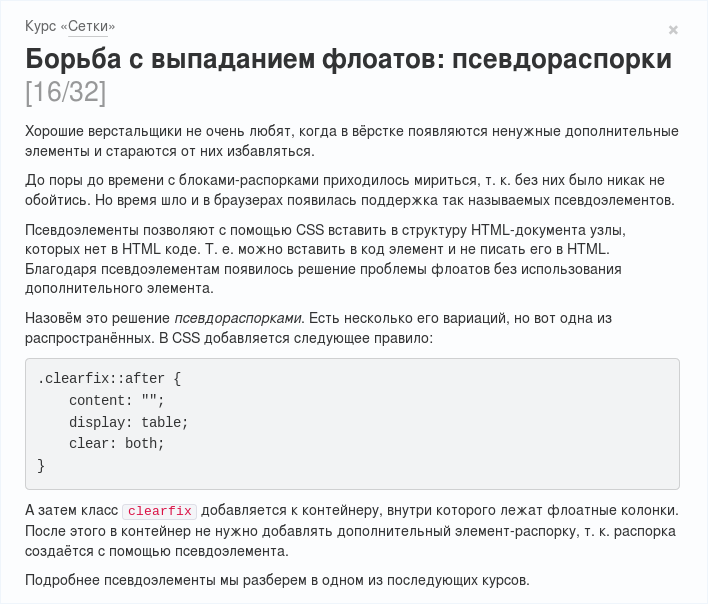 Курс «Сетки»
×
Борьба с выпаданием флоатов: псевдораспорки
[16/32]
Хорошие верстальщики не очень любят, когда в вёрстке появляются ненужные дополнительные
элементы и стараются от них избавляться.
До поры до времени с блоками-распорками приходилось мириться, т. к. без них было никак не
обойтись. Но время шло и в браузерах появилась поддержка так называемых псевдоэлементов.
Псевдоэлементы позволяют с помощью CSS вставить в структуру HTML-документа узлы,
которых нет в HTML коде. Т. е. можно вставить в код элемент и не писать его в HTML.
Благодаря псевдоэлементам появилось решение проблемы флоатов без использования
дополнительного элемента.
Назовём это решение псевдораспорками. Есть несколько его вариаций, но вот одна из
распространённых. В CSS добавляется следующее правило:
.clearfix::after {
    content: "";
    display: table;
    clear: both;
}
А затем класс clearfix добавляется к контейнеру, внутри которого лежат флоатные колонки.
После этого в контейнер не нужно добавлять дополнительный элемент-распорку, т. к. распорка
создаётся с помощью псевдоэлемента.
Подробнее псевдоэлементы мы разберем в одном из последующих курсов.